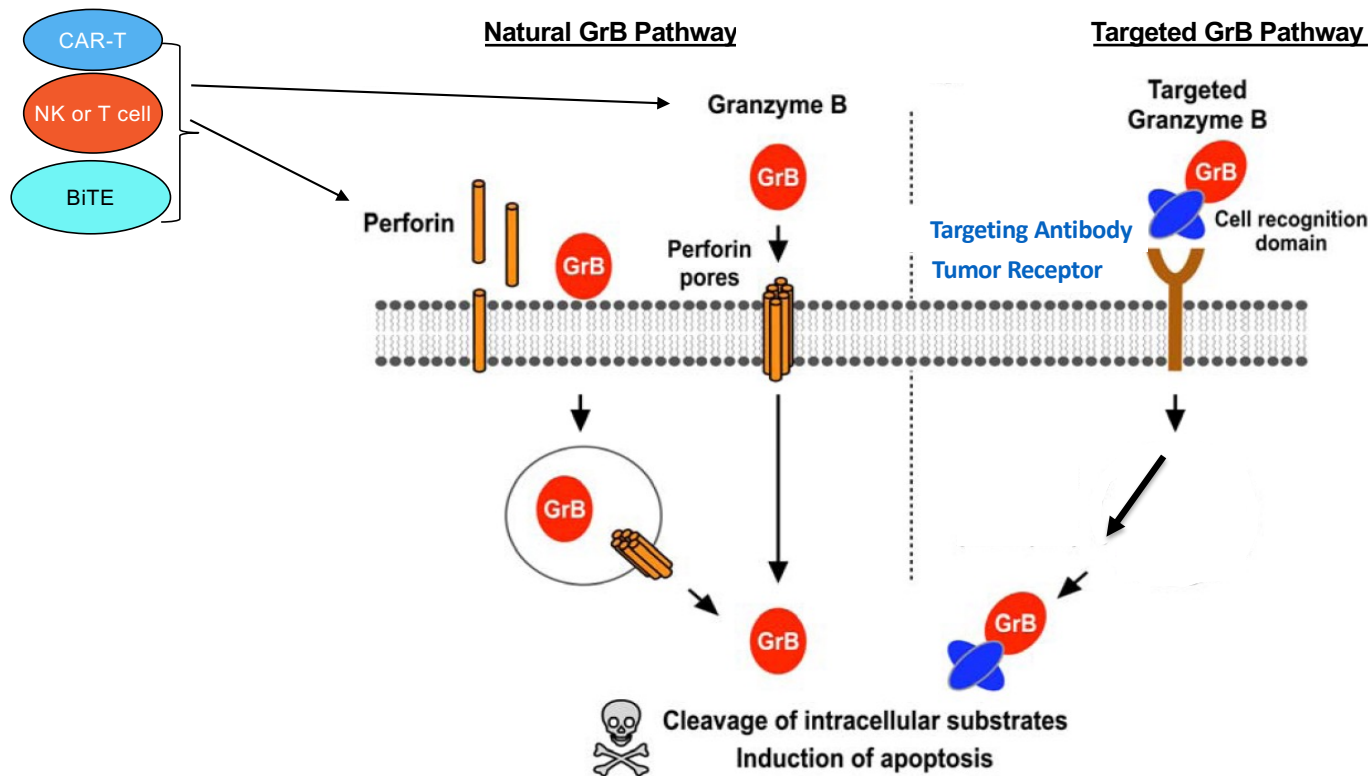 CAR-T
NK or T cell
BiTE
Natural GrB Pathway
Granzyme B
GrB
Perforin
GrB
Perforin
pores
GrB
GrB
Targeted GrB Pathway
Targeted
Granzyme B
GrB
Targeting Antibody
Cell recognition
domain
Tumor Receptor
GrB
Cleavage of intracellular substrates
Induction of apoptosis